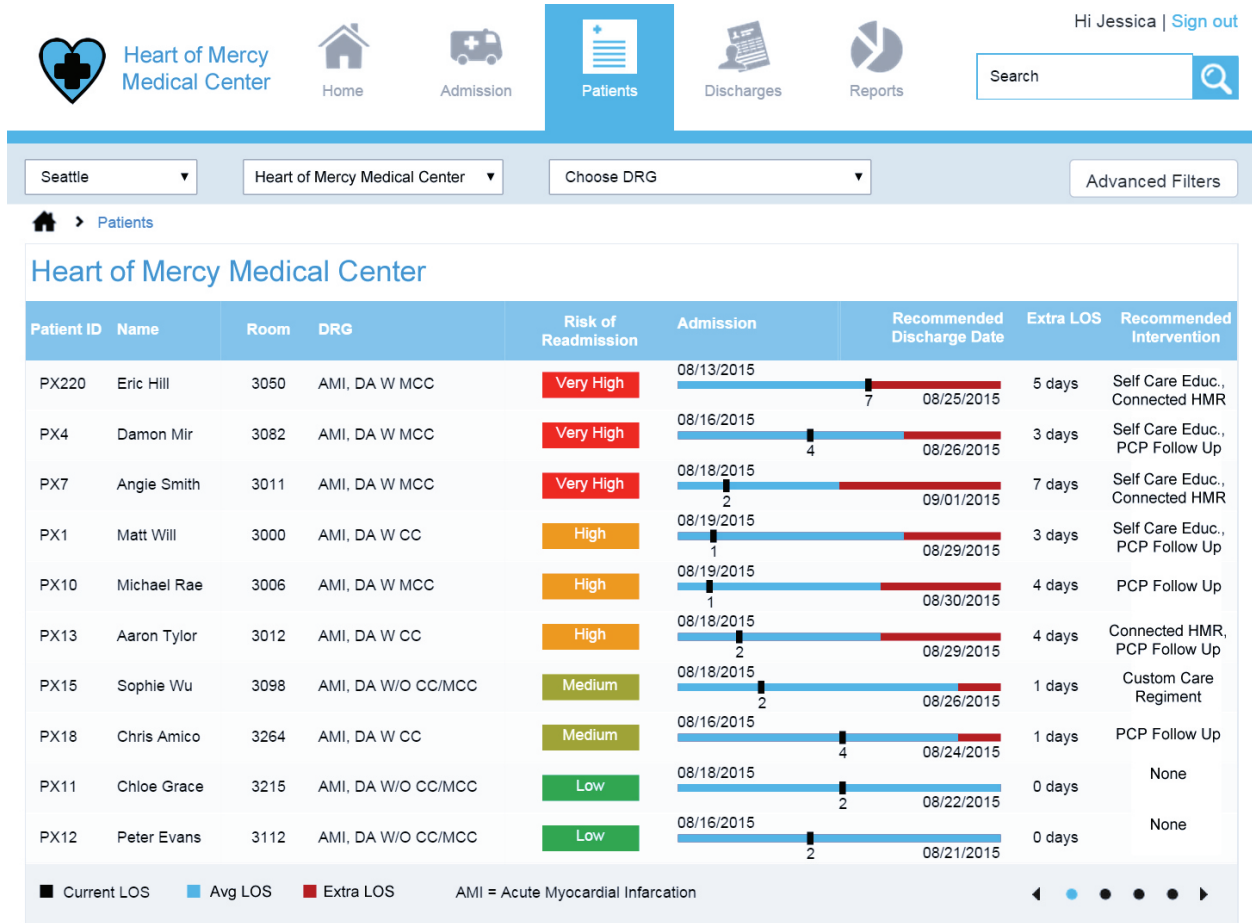 Hi Jessica | Sign out
Heart of Mercy
Medical Center
Home
Admission
Patients
Discharges
Reports
Search
Seattle
Heart of Mercy Medical Center
Choose DRG
Advanced Filters
Patients
Heart of Mercy Medical Center
Patient ID Name Room DRG Risk of Readmission Admission Recommended Discharge Date Extra LOS Recommended Intervention
PX220 Eric Hill 3050 AMI, DA W MCC Very High 08/13/2015 7 08/25/2015 5 days Self Care Educ., Connected HMR
PX4 Damon Mir 3082 AMI, DA W MCC Very High 08/16/2015 4 08/26/2015 3 days Self Care Educ., PCP Follow Up
PX7 Angie Smith 3011 AMI, DA W MCC Very High 08/18/2015 2 09/01/2015 7 days Self Care Educ., Connected HMR
PX1 Matt Will 3000 AMI, DA W CC High 08/19/2015 1 08/29/2015 3 days Self Care Educ., PCP Follow Up
PX10 Michael Rae 3006 AMI, DA W MCC High 08/19/2015 1 08/30/2015 4 days PCP Follow Up
PX13 Aaron Tylor 3012 AMI, DA W CC High 08/18/2015 2 08/29/2015 4 days Connected HMR, PCP Follow Up
PX15 Sophie Wu 3098 AMI, DA W/O CC/MCC Medium 08/18/2015 2 08/26/2015 1 days Custom Care Regiment
PX18 Chris Amico 3264 AMI, DA W CC Medium 08/16/2015 4 08/24/2015 1 days PCP Follow Up
PX11 Chloe Grace 3215 AMI, DA W/O CC/MCC Low 08/18/2015 2 08/22/2015 0 days None
PX12 Peter Evans 3112 AMI, DA W/O CC/MCC Low 08/16/2015 2 08/21/2015 0 days None
Current LOS Avg LOS Extra LOS AMI = Acute Myocardial Infarcation